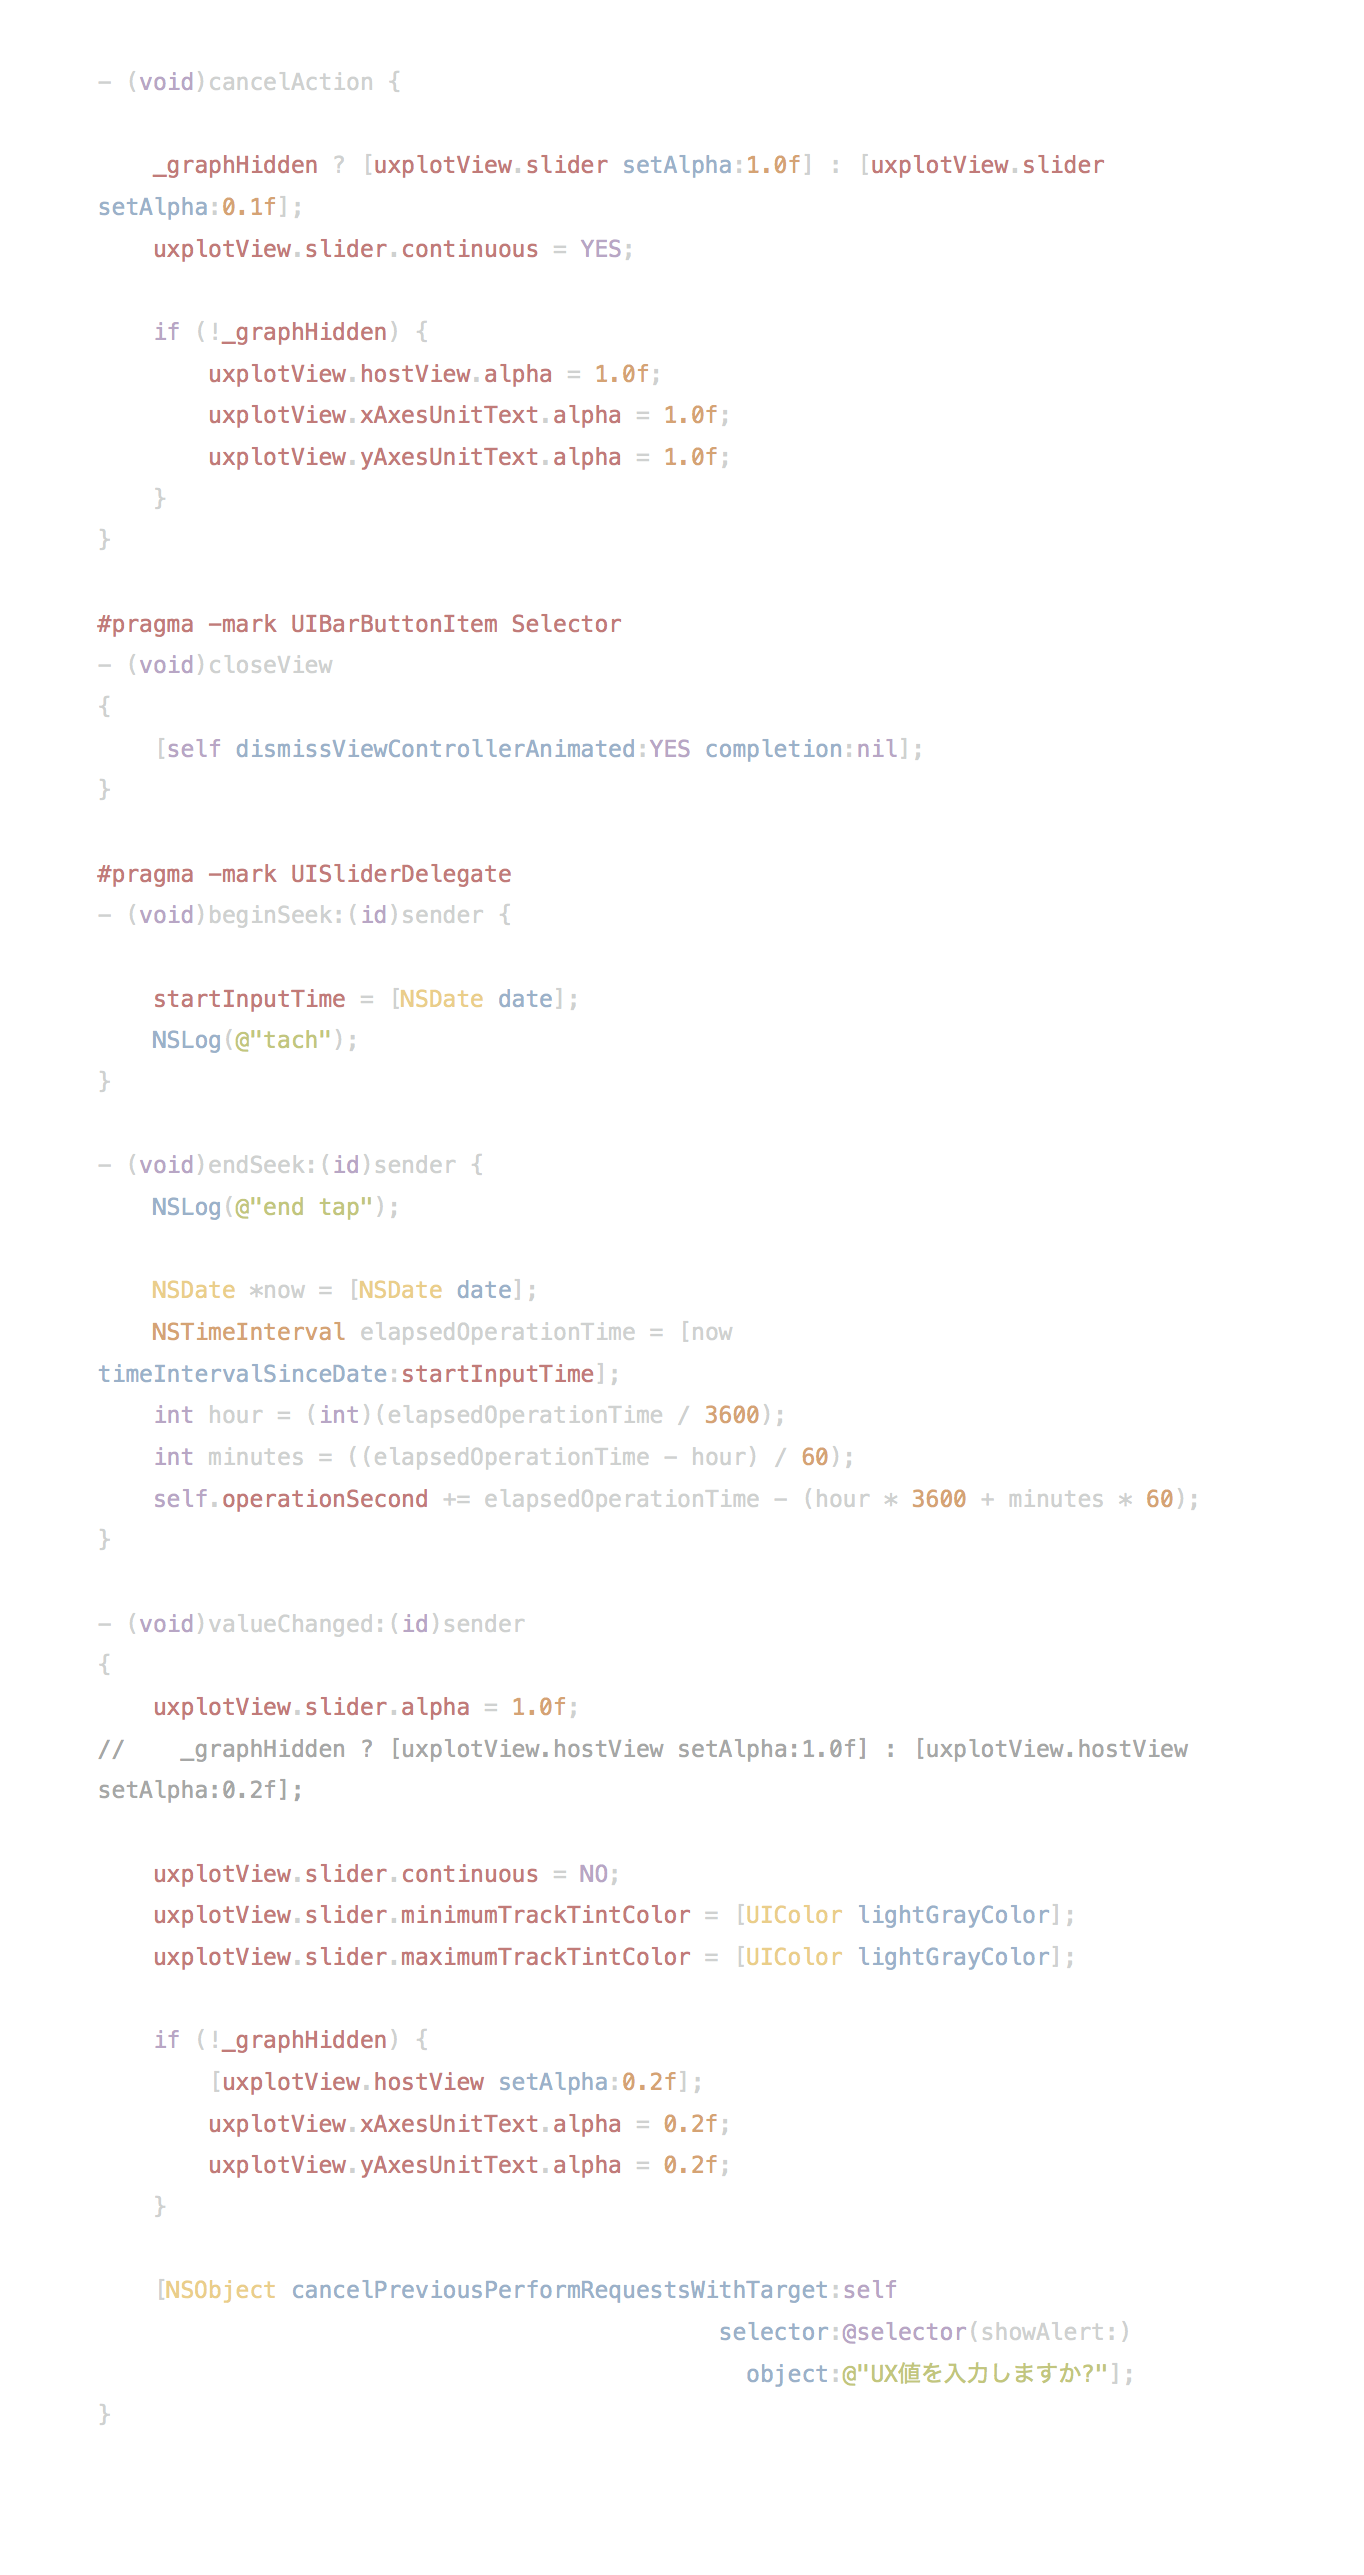 - (void)cancelAction {
    _graphHidden ? [uxplotView.slider setAlpha:1.0f] : [uxplotView.slider
setAlpha:0.1f];
    uxplotView.slider.continuous = YES;
    if (!_graphHidden) {
        uxplotView.hostView.alpha = 1.0f;
        uxplotView.xAxesUnitText.alpha = 1.0f;
        uxplotView.yAxesUnitText.alpha = 1.0f;
    }
}
#pragma -mark UIBarButtonItem Selector
- (void)closeView
{
    [self dismissViewControllerAnimated:YES completion:nil];
}
#pragma -mark UISliderDelegate
- (void)beginSeek:(id)sender {
    startInputTime = [NSDate date];
    NSLog(@"tach");
}
- (void)endSeek:(id)sender {
    NSLog(@"end tap");
    NSDate *now = [NSDate date];
    NSTimeInterval elapsedOperationTime = [now
timeIntervalSinceDate:startInputTime];
    int hour = (int)(elapsedOperationTime / 3600);
    int minutes = ((elapsedOperationTime - hour) / 60);
    self.operationSecond += elapsedOperationTime - (hour * 3600 + minutes * 60);
}
- (void)valueChanged:(id)sender
{
    uxplotView.slider.alpha = 1.0f;
//    _graphHidden ? [uxplotView.hostView setAlpha:1.0f] : [uxplotView.hostView
setAlpha:0.2f];
    uxplotView.slider.continuous = NO;
    uxplotView.slider.minimumTrackTintColor = [UIColor lightGrayColor];
    uxplotView.slider.maximumTrackTintColor = [UIColor lightGrayColor];
    if (!_graphHidden) {
        [uxplotView.hostView setAlpha:0.2f];
        uxplotView.xAxesUnitText.alpha = 0.2f;
        uxplotView.yAxesUnitText.alpha = 0.2f;
    }
    [NSObject cancelPreviousPerformRequestsWithTarget:self
                                             selector:@selector(showAlert:)
                                               object:@"UX値を入力しますか?"];
}